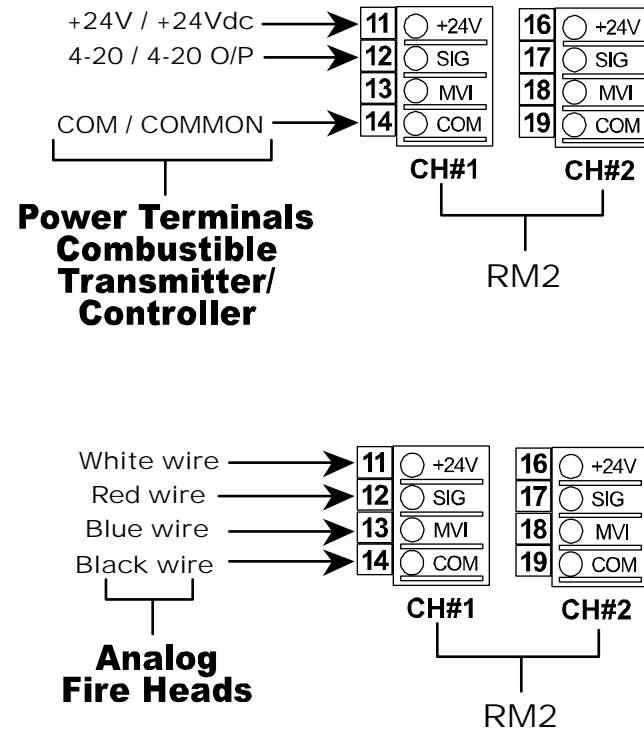 +24V / +24Vdc 11 +24V 16 +24V
4-20 / 4-20 O/P 12 SIG 17 SIG
13 MVI 18 MVI
COM / COMMON 14 COM 19 COM
CH#1 CH#2
Power Terminals
Combustible
Transmitter/
Controller
RM2
White wire 11 +24V 16 +24V
Red wire 12 SIG 17 SIG
Blue wire 13 MVI 18 MVI
Black wire 14 COM 19 COM
CH#1 CH#2
Analog
Fire Heads
RM2